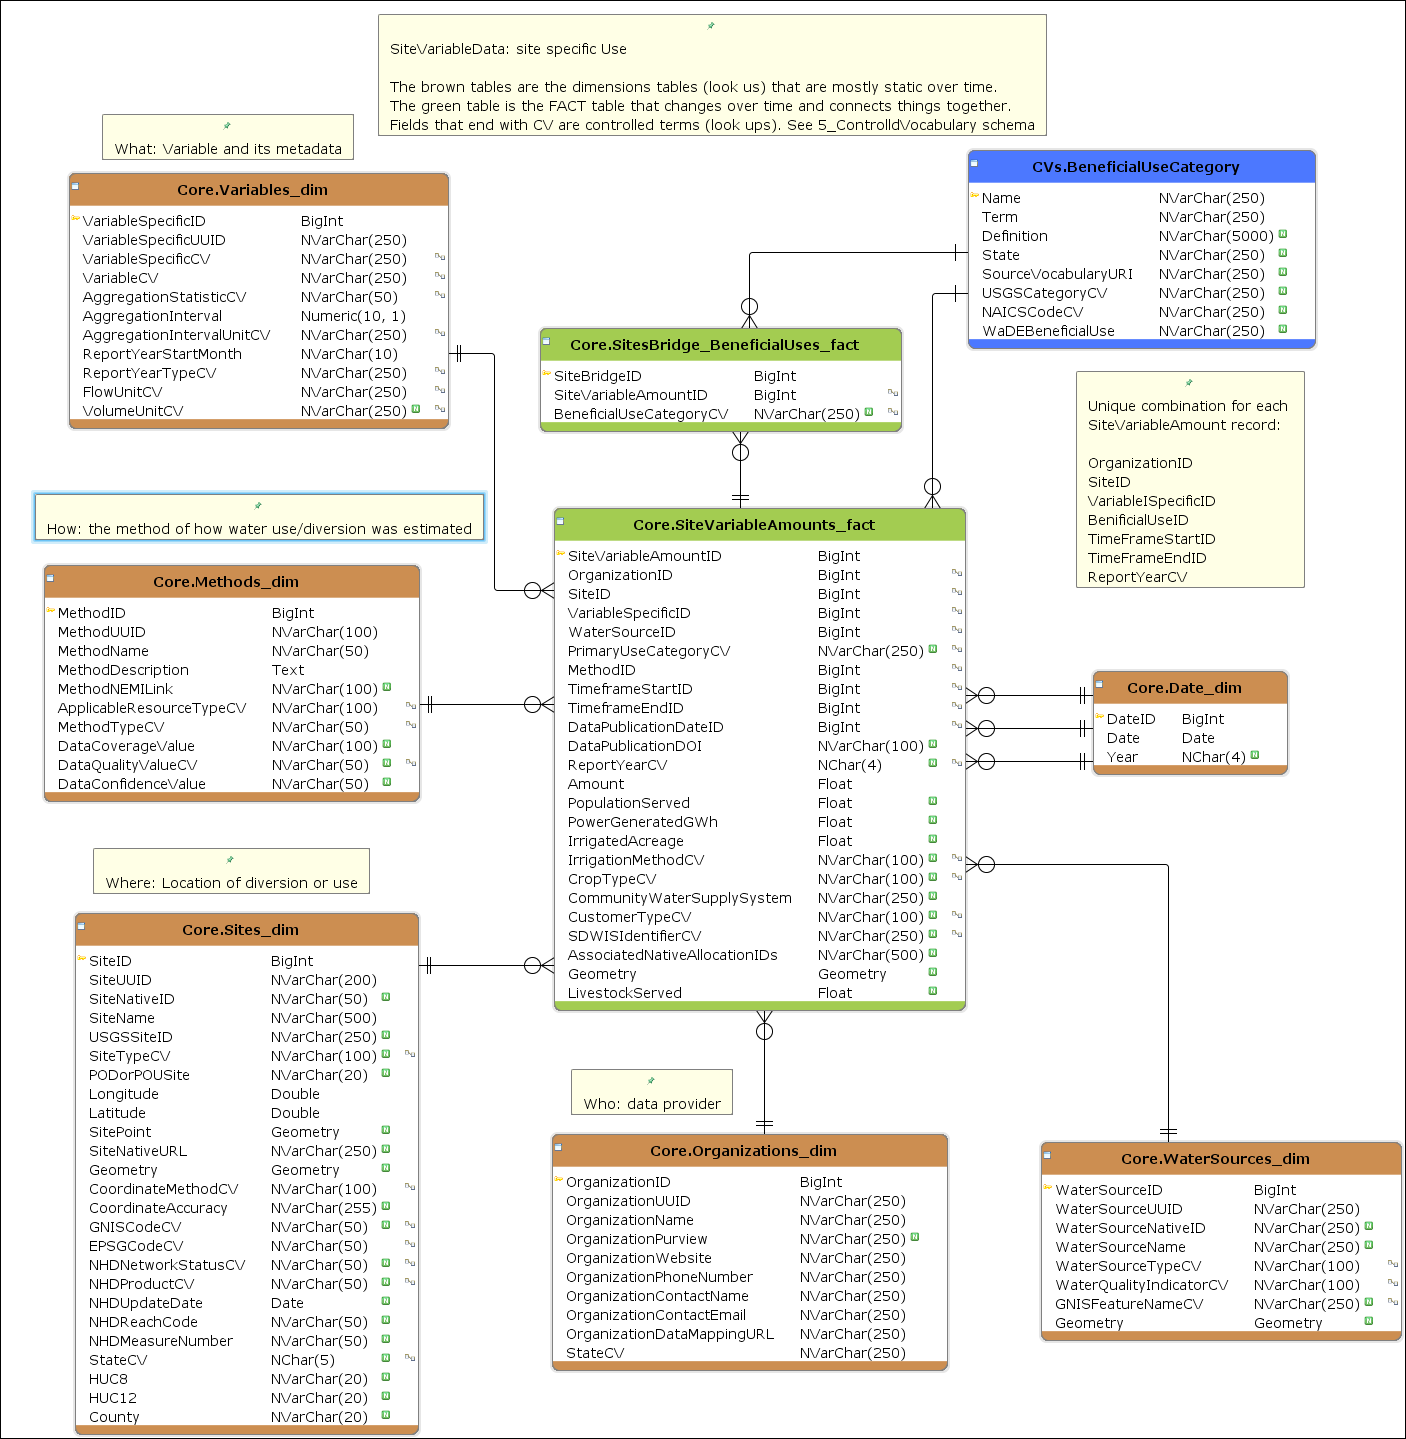 SiteVariableData: site specific Use
The brown tables are the dimensions tables (look us) that are mostly static over time.
The green table is the FACT table that changes over time and connects things together.
Fields that end with CV are controlled terms (look ups). See 5_ControlldVocabulary schema
What: Variable and its metadata
Core.Variables_dim
VariableSpecificID BigInt
VariableSpecificUUID NVarChar(250)
VariableSpecificCV NVarChar(250)
VariableCV NVarChar(250)
AggregationStatisticCV NVarChar(50)
AggregationInterval Numeric(10, 1)
AggregationIntervalUnitCV NVarChar(250)
ReportYearStartMonth NVarChar(10)
ReportYearTypeCV NVarChar(250)
FlowUnitCV NVarChar(250)
VolumeUnitCV NVarChar(250) N
CVs.BeneficialUseCategory
Name NVarChar(250)
Term NVarChar(250)
Definition NVarChar(5000) N
State NVarChar(250) N
SourceVocabularyURI NVarChar(250) N
USGSCategoryCV NVarChar(250) N
NAICSCodeCV NVarChar(250) N
WaDEBeneficialUse NVarChar(250) N
Core.SitesBridge_BeneficialUses_fact
SiteBridgeID BigInt
SiteVariableAmountID BigInt
BeneficialUseCategoryCV NVarChar(250) N
Unique combination for each
SiteVariableAmount record:
OrganizationID
SiteID
VariableISpecificID
BenificialUseID
TimeFrameStartID
TimeFrameEndID
ReportYearCV
How: the method of how water use/diversion was estimated
Core.Methods_dim
MethodID BigInt
MethodUUID NVarChar(100)
MethodName NVarChar(50)
MethodDescription Text
MethodNEMILink NVarChar(100) N
ApplicableResourceTypeCV NVarChar(100)
MethodTypeCV NVarChar(50)
DataCoverageValue NVarChar(100) N
DataQualityValueCV NVarChar(50) N
DataConfidenceValue NVarChar(50) N
Core.SiteVariableAmounts_fact
SiteVariableAmountID BigInt
OrganizationID BigInt
SiteID BigInt
VariableSpecificID BigInt
WaterSourceID BigInt
PrimaryUseCategoryCV NVarChar(250) N
MethodID BigInt
TimeframeStartID BigInt
TimeframeEndID BigInt
DataPublicationDateID BigInt
DataPublicationDOI NVarChar(100) N
ReportYearCV NChar(4) N
Amount Float
PopulationServed Float N
PowerGeneratedGWh Float N
IrrigatedAcreage Float N
IrrigationMethodCV NVarChar(100) N
CropTypeCV NVarChar(100) N
CommunityWaterSupplySystem NVarChar(250) N
CustomerTypeCV NVarChar(100) N
SDWISIdentifierCV NVarChar(250) N
AssociatedNativeAllocationIDs NVarChar(500) N
Geometry Geometry N
LivestockServed Float N
Core.Date_dim
DateID BigInt
Date Date
Year NChar(4) N
Where: Location of diversion or use
Core.Sites_dim
SiteID BigInt
SiteUUID NVarChar(200)
SiteNativeID NVarChar(50) N
SiteName NVarChar(500)
USGSSiteID NVarChar(250) N
SiteTypeCV NVarChar(100) N
PODorPOUSite NVarChar(20) N
Longitude Double
Latitude Double
SitePoint Geometry N
SiteNativeURL NVarChar(250) N
Geometry Geometry N
CoordinateMethodCV NVarChar(100)
CoordinateAccuracy NVarChar(255) N
GNISCodeCV NVarChar(50) N
EPSGCodeCV NVarChar(50)
NHDNetworkStatusCV NVarChar(50) N
NHDProductCV NVarChar(50) N
NHDUpdateDate Date N
NHDReachCode NVarChar(50) N
NHDMeasureNumber NVarChar(50) N
StateCV NChar(5) N
HUC8 NVarChar(20) N
HUC12 NVarChar(20) N
County NVarChar(20) N
Who: data provider
Core.Organizations_dim
OrganizationID BigInt
OrganizationUUID NVarChar(250)
OrganizationName NVarChar(250)
OrganizationPurview NVarChar(250) N
OrganizationWebsite NVarChar(250)
OrganizationPhoneNumber NVarChar(250)
OrganizationContactName NVarChar(250)
OrganizationContactEmail NVarChar(250)
OrganizationDataMappingURL NVarChar(250)
StateCV NVarChar(250)
Core.WaterSources_dim
WaterSourceID BigInt
WaterSourceUUID NVarChar(250)
WaterSourceNativeID NVarChar(250) N
WaterSourceName NVarChar(250) N
WaterSourceTypeCV NVarChar(100)
WaterQualityIndicatorCV NVarChar(100)
GNISFeatureNameCV NVarChar(250) N
Geometry Geometry N